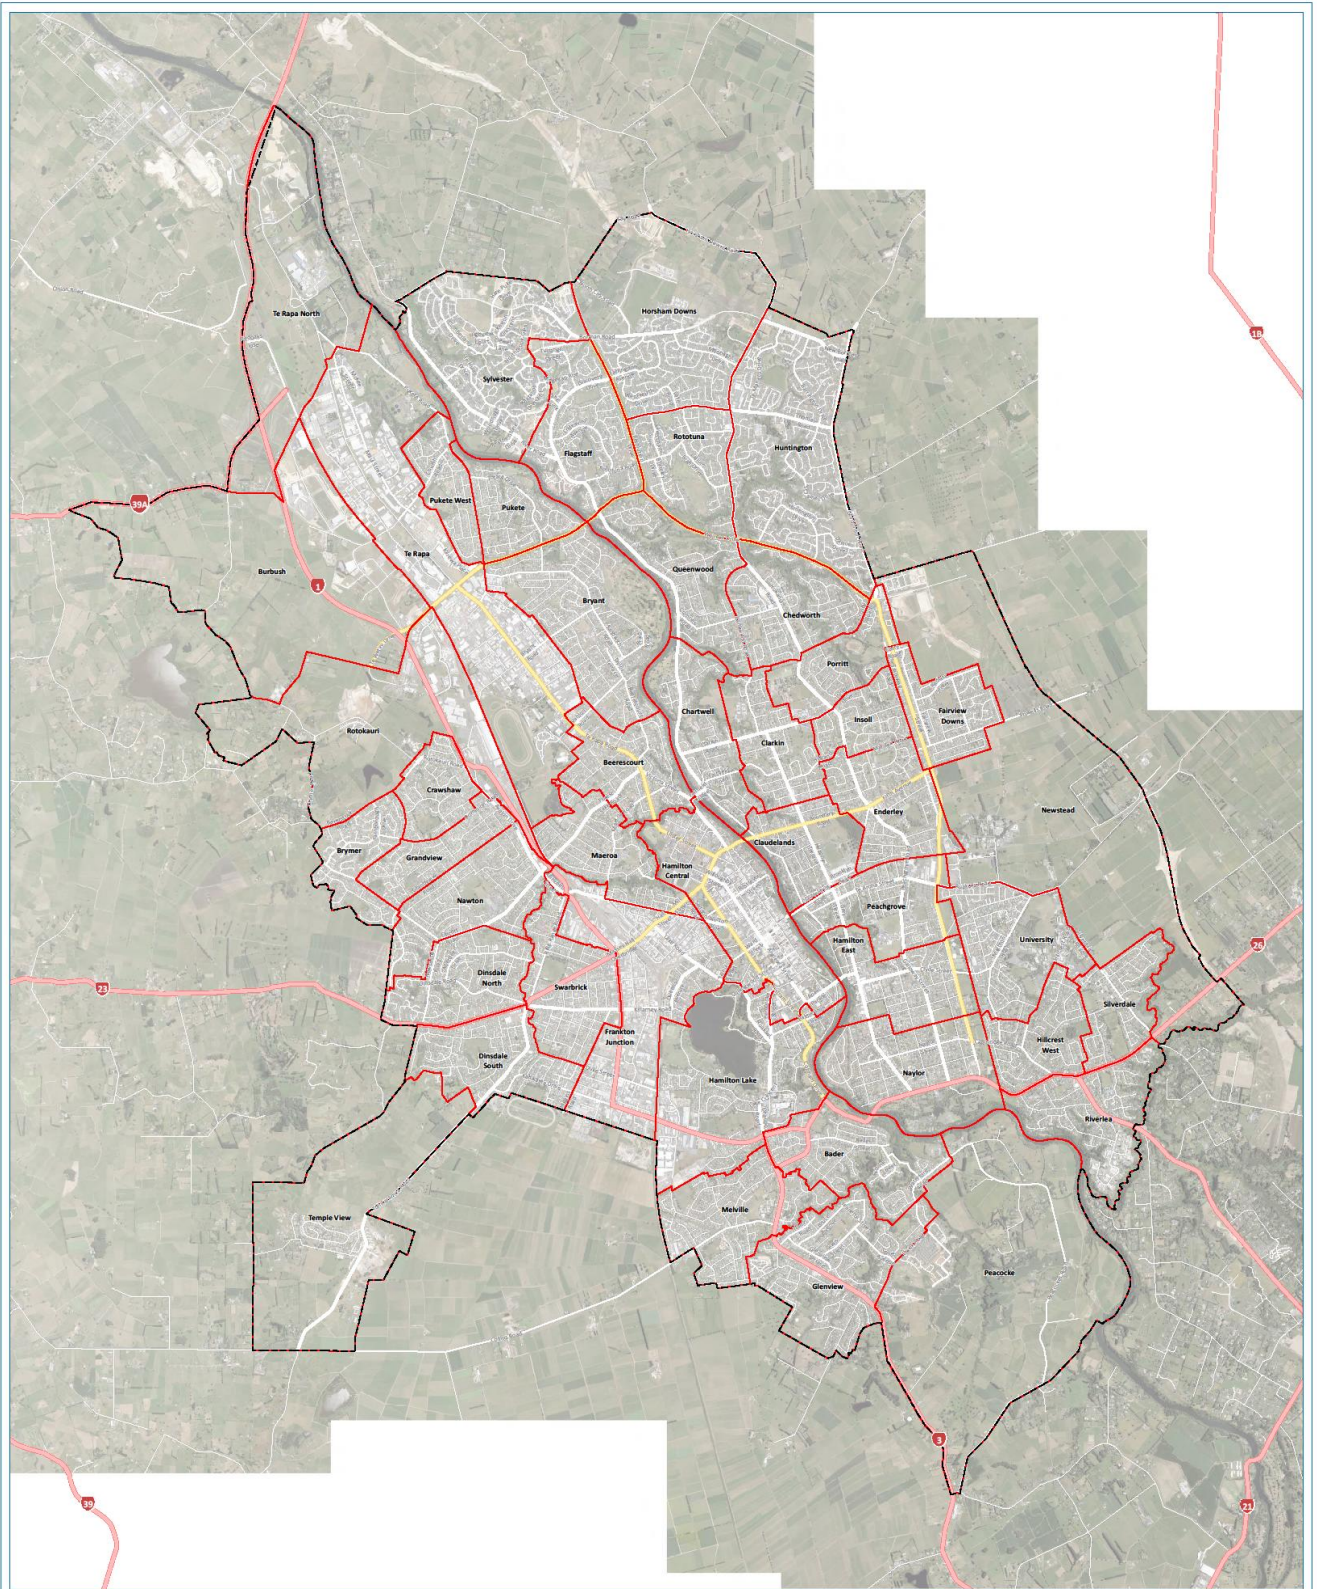 1B
Te Rapa North
Horsham Downs
Sylvester
Rototuna
Flagstaff
Huntington
39A
Pukete West
Pukete
Te Rapa
Queenwood
Burbush
1
Bryant
Chedworth
Porritt
Chartwell
Fairview
Downs
Insoll
Rotokauri
Clarkin
Beerescourt
Crawshaw
Newstead
Enderley
Claudelands
Brymer
Grandview
Maeroa
Hamilton
Central
Nawton
Peachgrove
Hamilton
East
University
26
Dinsdale
North
Swarbrick
23
Silverdale
Frankton
Junction
Hillcrest
West
Dinsdale
South
Naylor
Hamilton Lake
Riverlea
Bader
Melville
Temple View
Peacocke
Glenview
3
39
21